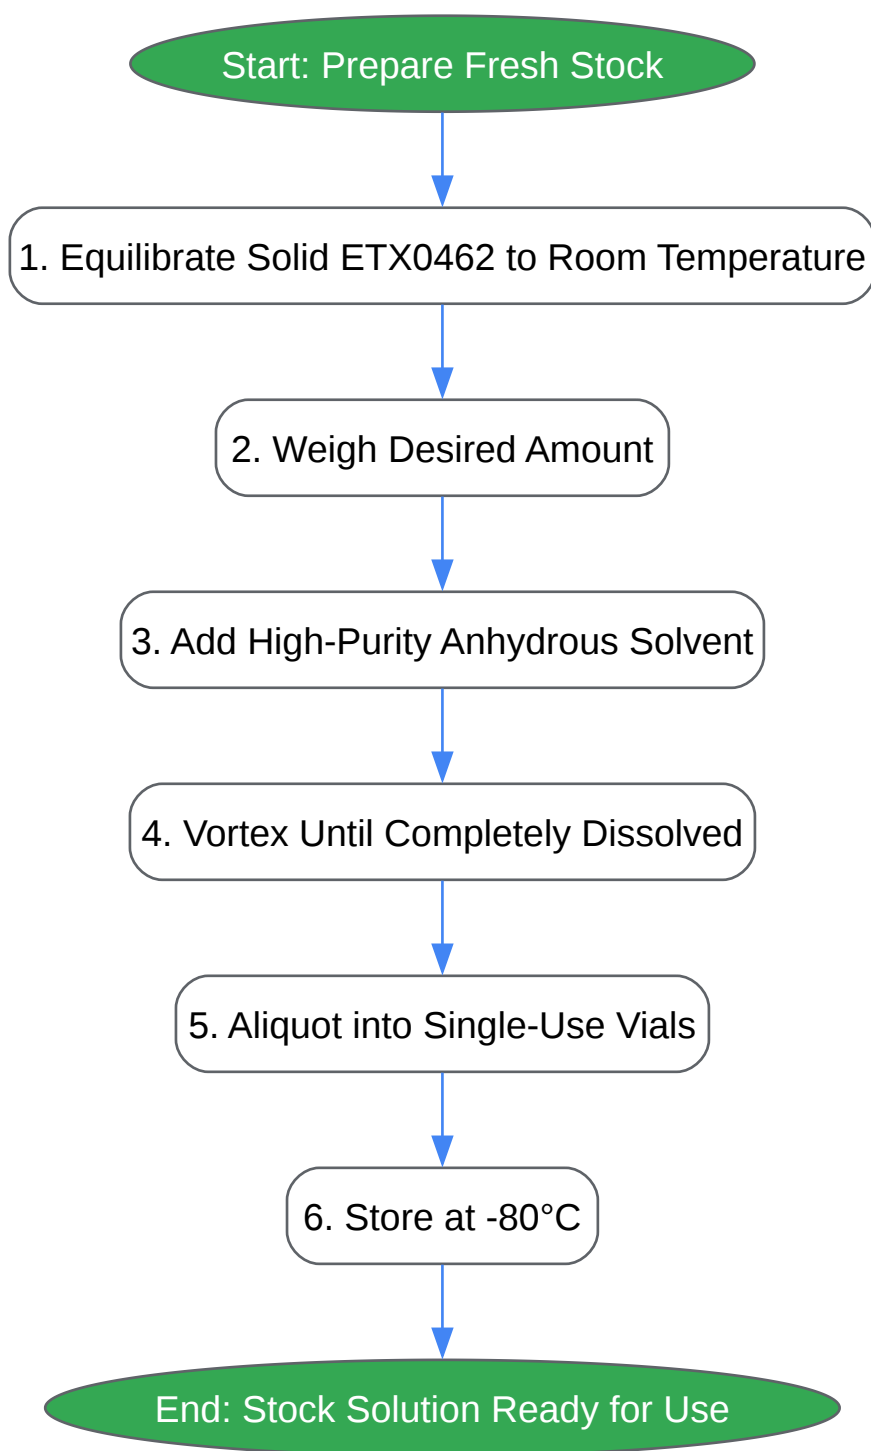 Start: Prepare Fresh Stock
1. Equilibrate Solid ETX0462 to Room Temperature
2. Weigh Desired Amount
3. Add High-Purity Anhydrous Solvent
4. Vortex Until Completely Dissolved
5. Aliquot into Single-Use Vials
6. Store at -80°C
End: Stock Solution Ready for Use